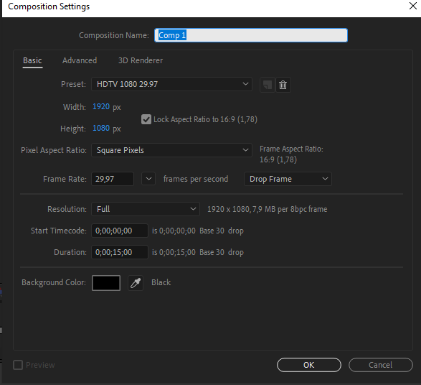 Composition Settings
Composition Name: Comp 1
Basic Advanced 3D Renderer
Preset: HDTV 1080 29.97
Width: 1920 px
Lock Aspect Ratio to 16:9 (1,78)
Height: 1080 px
Pixel Aspect Ratio: Square Pixels Frame Aspect Ratio:
16:9 (1,78)
Frame Rate: 29,97 frames per second Drop Frame
Resolution: Full 1920 x 1080,7,9 MB per 8bpc frame
Start Timecode: 0;00;00;00 is 0;00;00;00 Base 30 drop
Duration: 0;00;15;00 is 0;00;15;00 Base 30 drop
Background Color: Black
Preview OK Cancel